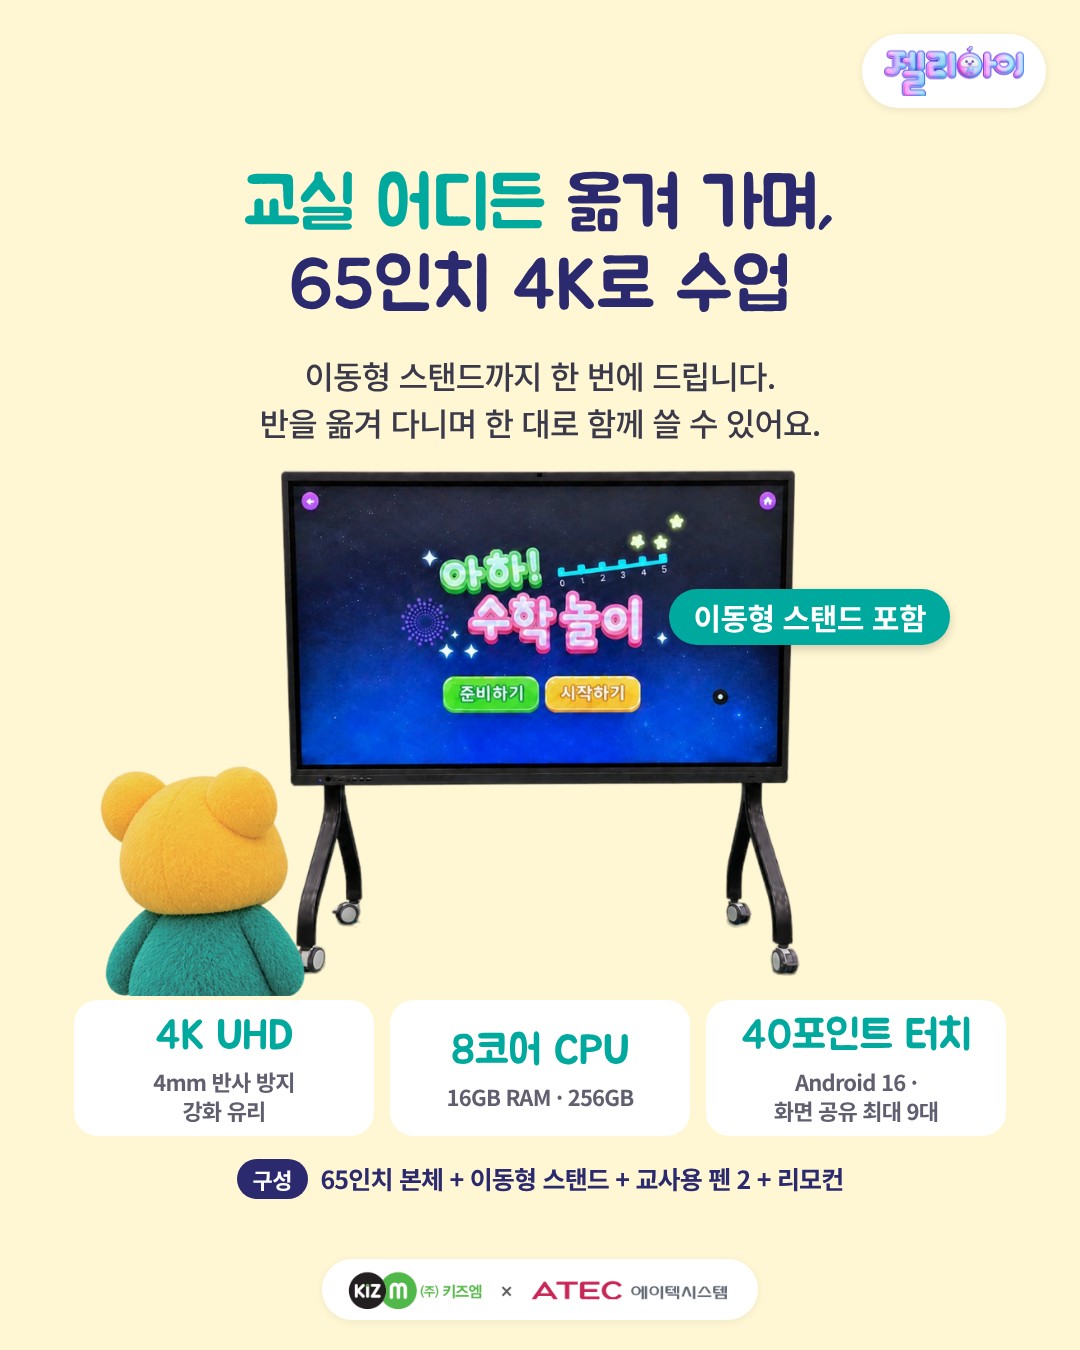 젤리아이
교실 어디든 옮겨 가며,
65인치 4K로 수업
이동형 스탠드까지 한 번에 드립니다.
반을 옮겨 다니며 한 대로 함께 쓸 수 있어요.
아하!
0 1 2 3 4 5
수학 놀이
이동형 스탠드 포함
준비하기 시작하기
4K UHD
4mm 반사 방지
강화 유리
8코어 CPU
16GB RAM · 256GB
40포인트 터치
Android 16 ·
화면 공유 최대 9대
구성 65인치 본체 + 이동형 스탠드 + 교사용 펜 2 + 리모컨
KIZ m (주) 키즈엠 × ATEC 에이텍시스템